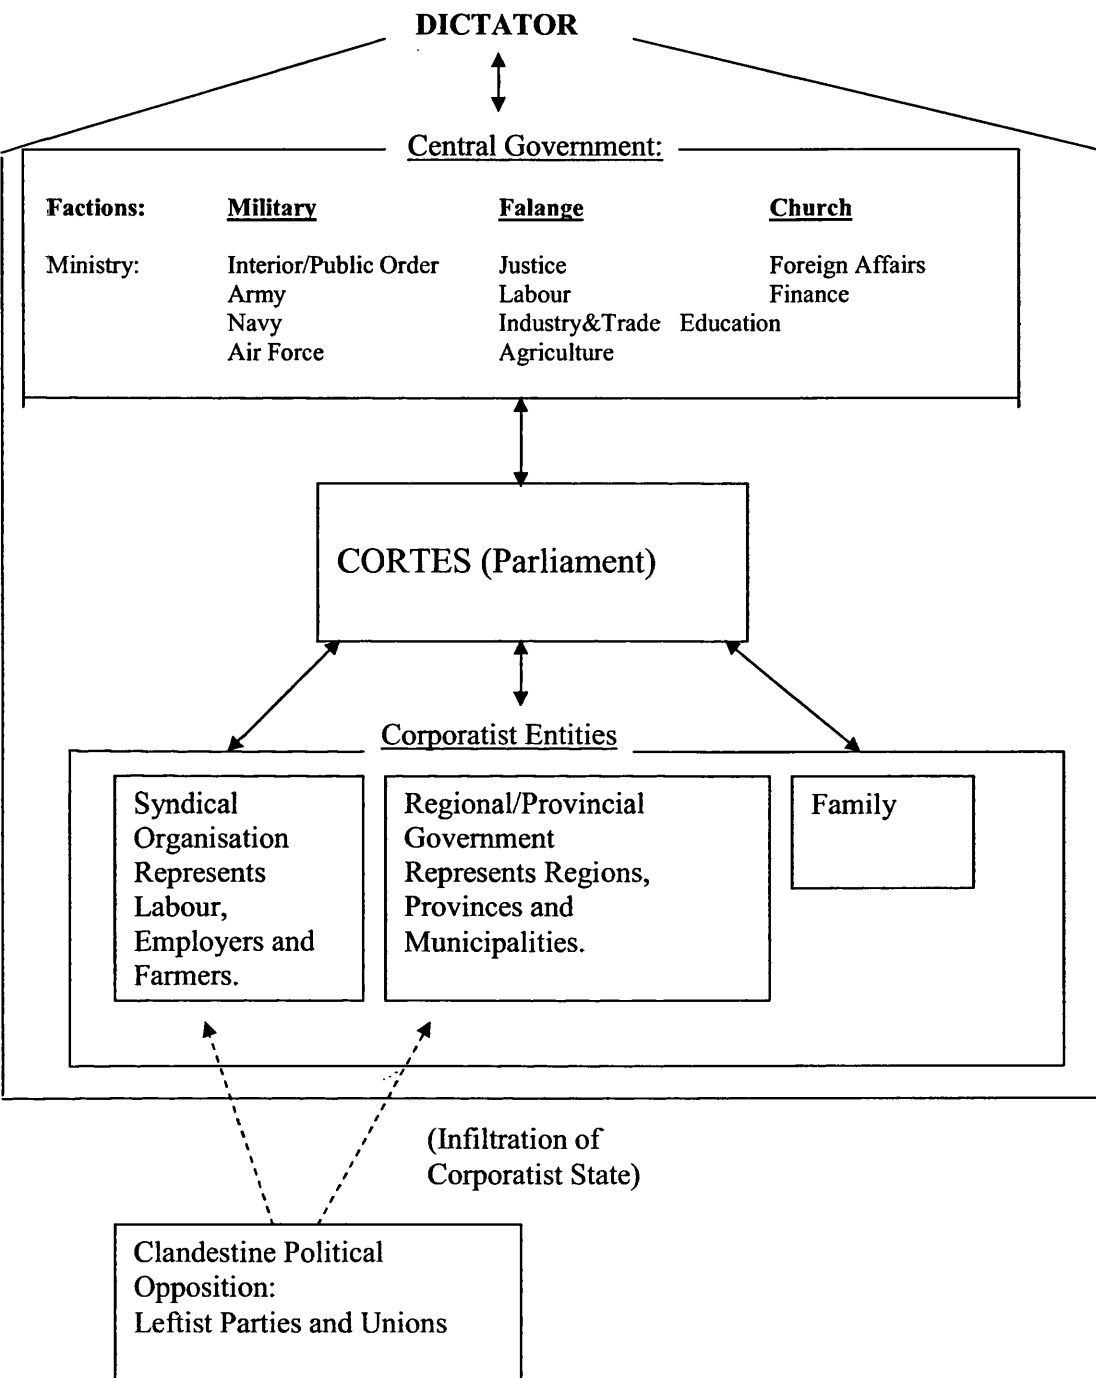 DICTATOR
Central Government:
Factions: Military Falange Church
Ministry: Interior/Public Order Justice Foreign Affairs
Army Labour Finance
Navy Industry&Trade Education
Air Force Agriculture
CORTES (Parliament)
Corporatist Entities
Syndical
Organisation
Represents
Labour,
Employers and
Farmers.
Regional/Provincial
Government
Represents Regions,
Provinces and
Municipalities.
Family
(Infiltration of
Corporatist State)
Clandestine Political
Opposition:
Leftist Parties and Unions